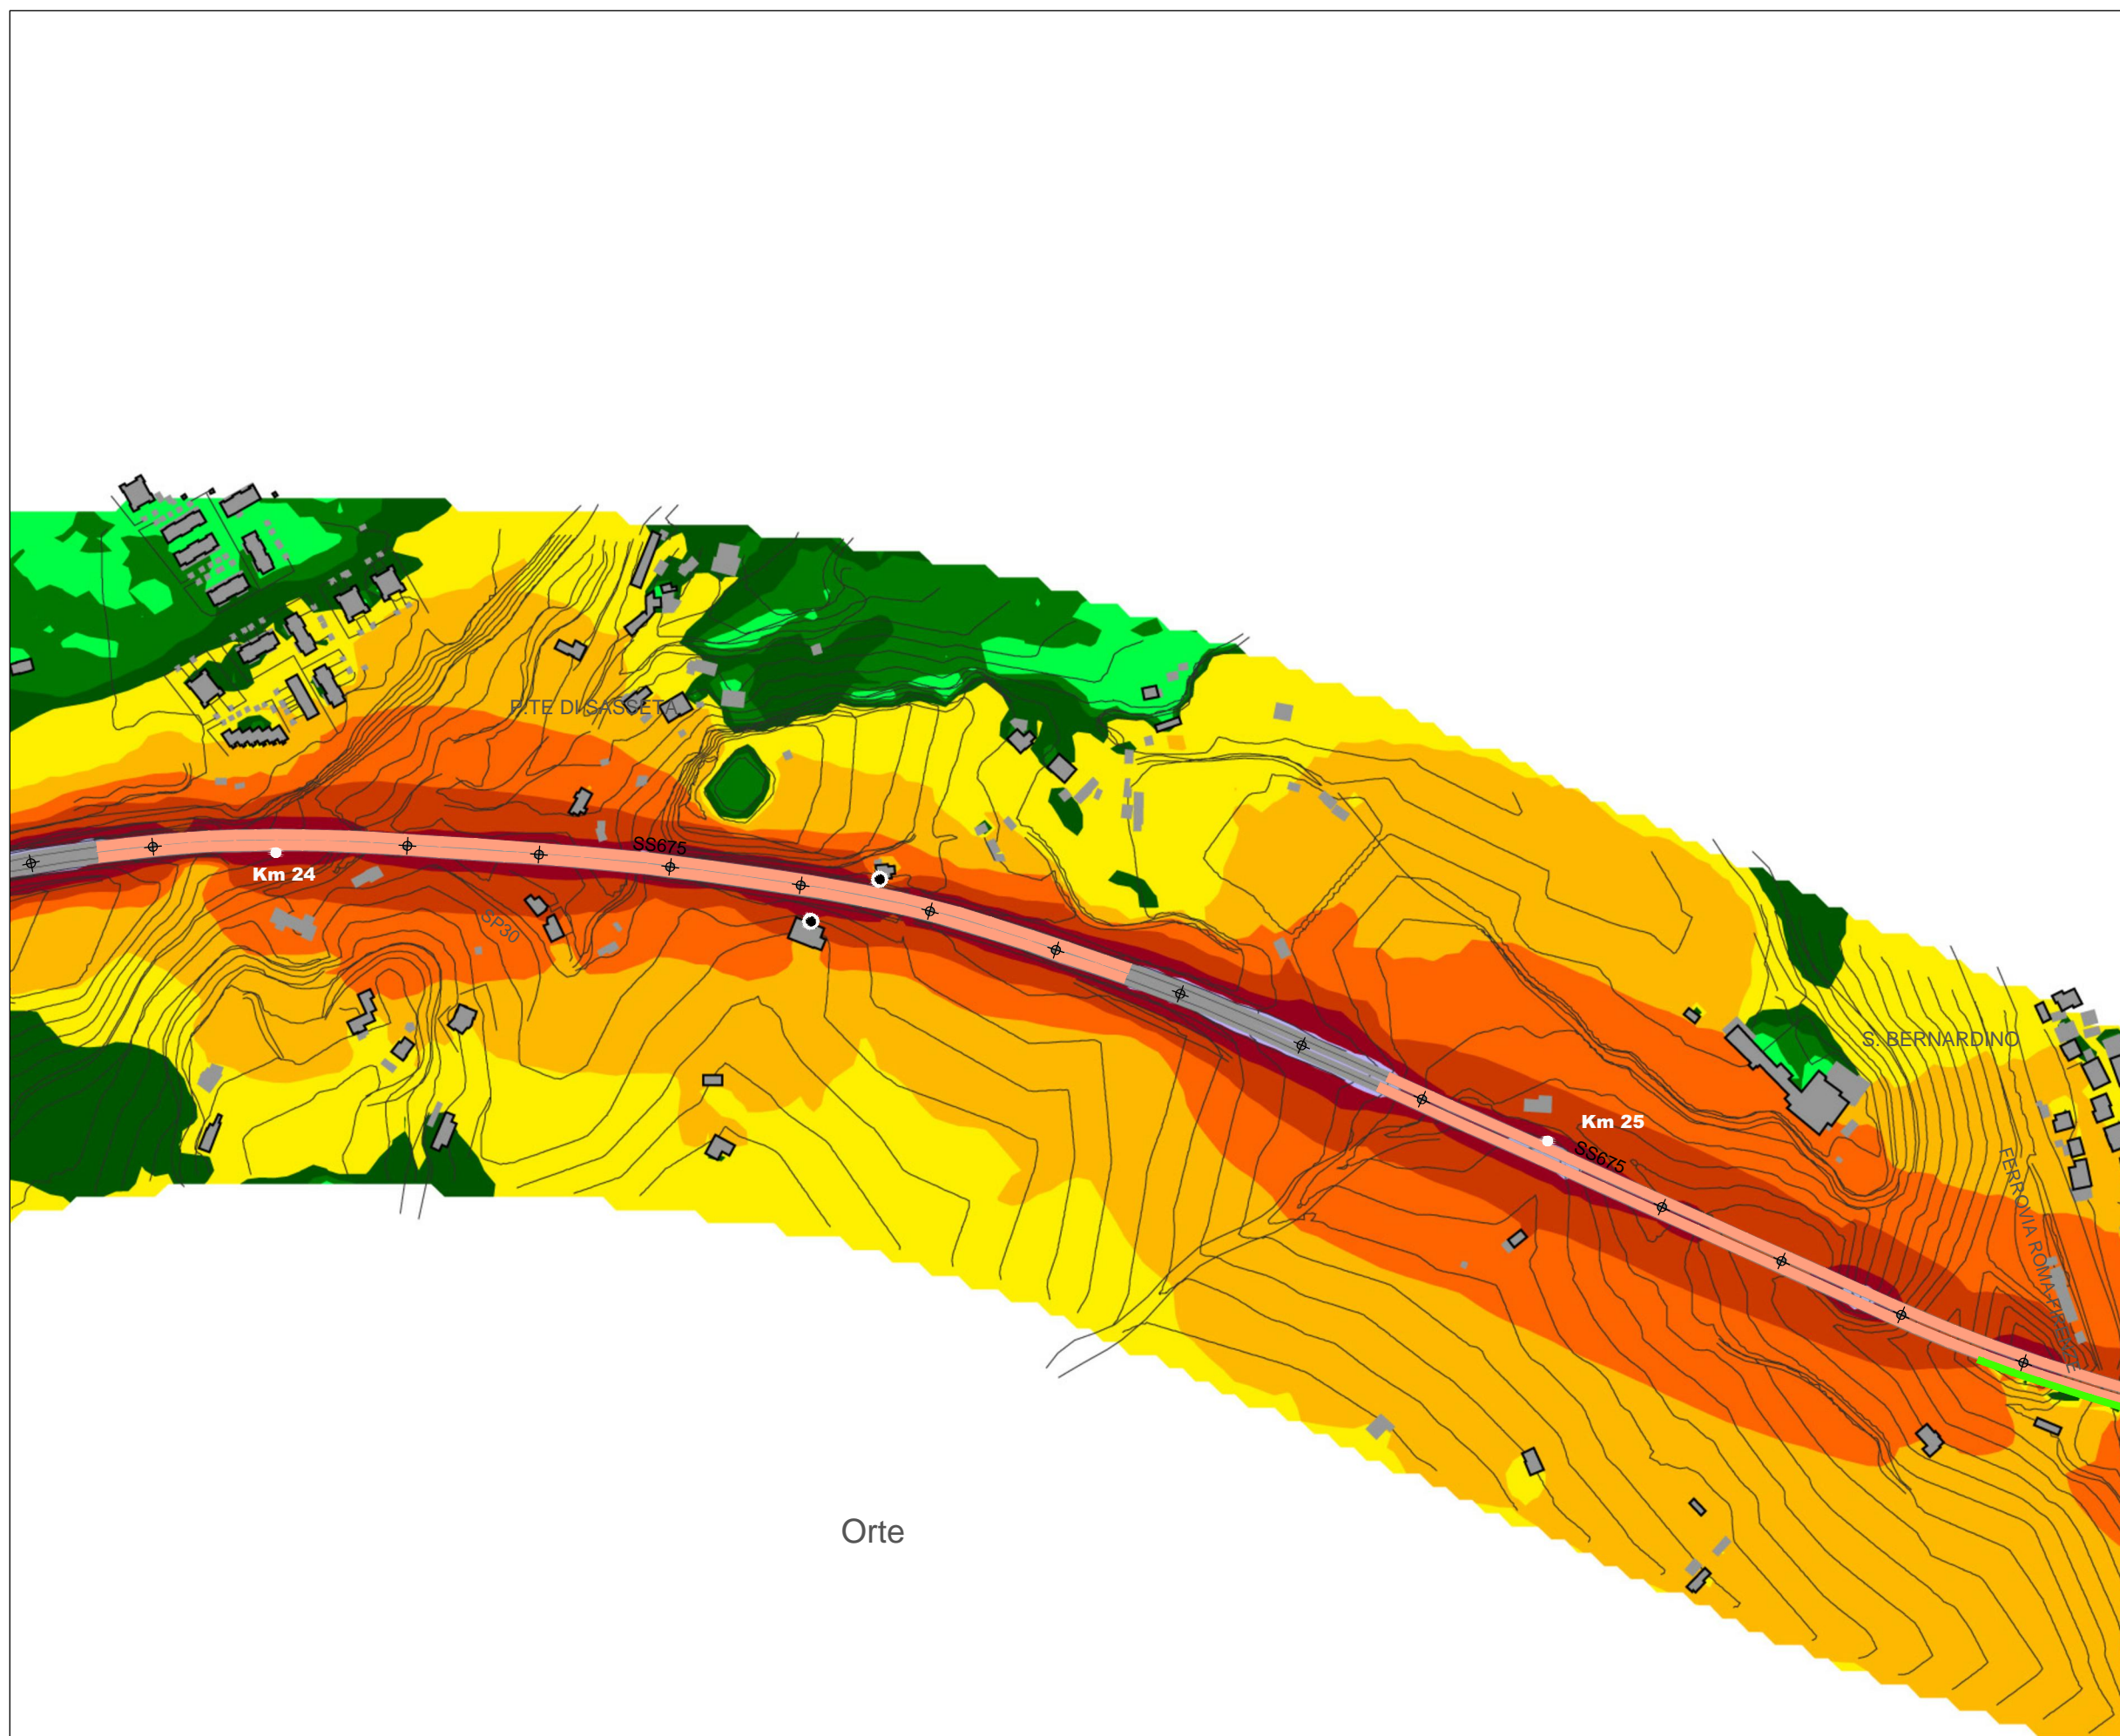 P.TE DI SASSETA
SS675
Km 24
SP30
S. BERNARDINO
Km 25
SS675
FERROVIA ROMA-FIRENZE
Orte